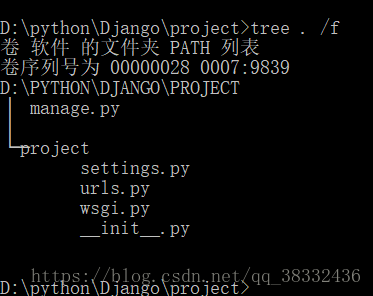 D:\python\Django\project>tree . /f
卷 软件 的文件夹 PATH 列表
卷序列号为 00000028 0007:9839
D:\PYTHON\DJANGO\PROJECT
manage.py
project
settings.py
urls.py
wsgi.py
__init__.py
https://blog.csdn.net/qq_38332436
D:\python\Django\project>